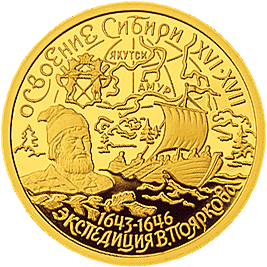 ОСВОЕНИЕ СИБИРИ XVI-XVII
ЯКУТСК
АМУР
1643-1646
ЭКСПЕДИЦИЯ В. ПОЯРКОВА